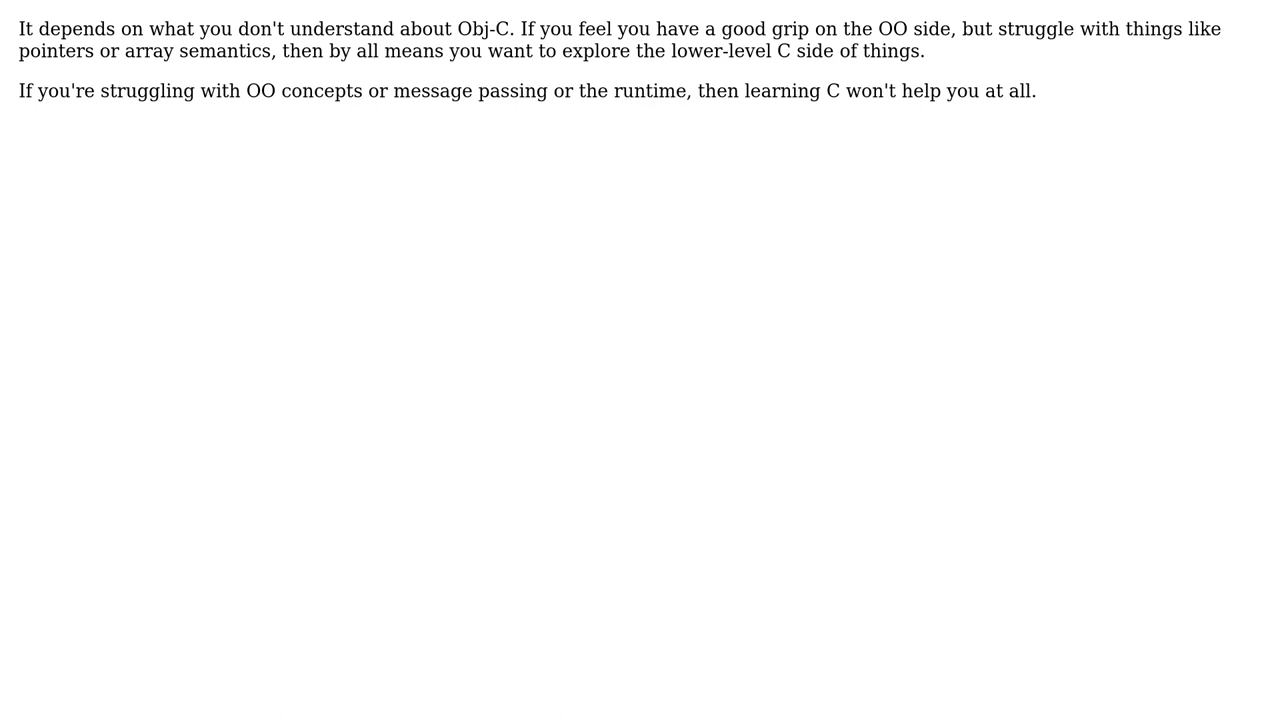 It depends on what you don't understand about Obj-C. If you feel you have a good grip on the OO side, but struggle with things like
pointers or array semantics, then by all means you want to explore the lower-level C side of things.
If you're struggling with OO concepts or message passing or the runtime, then learning C won't help you at all.